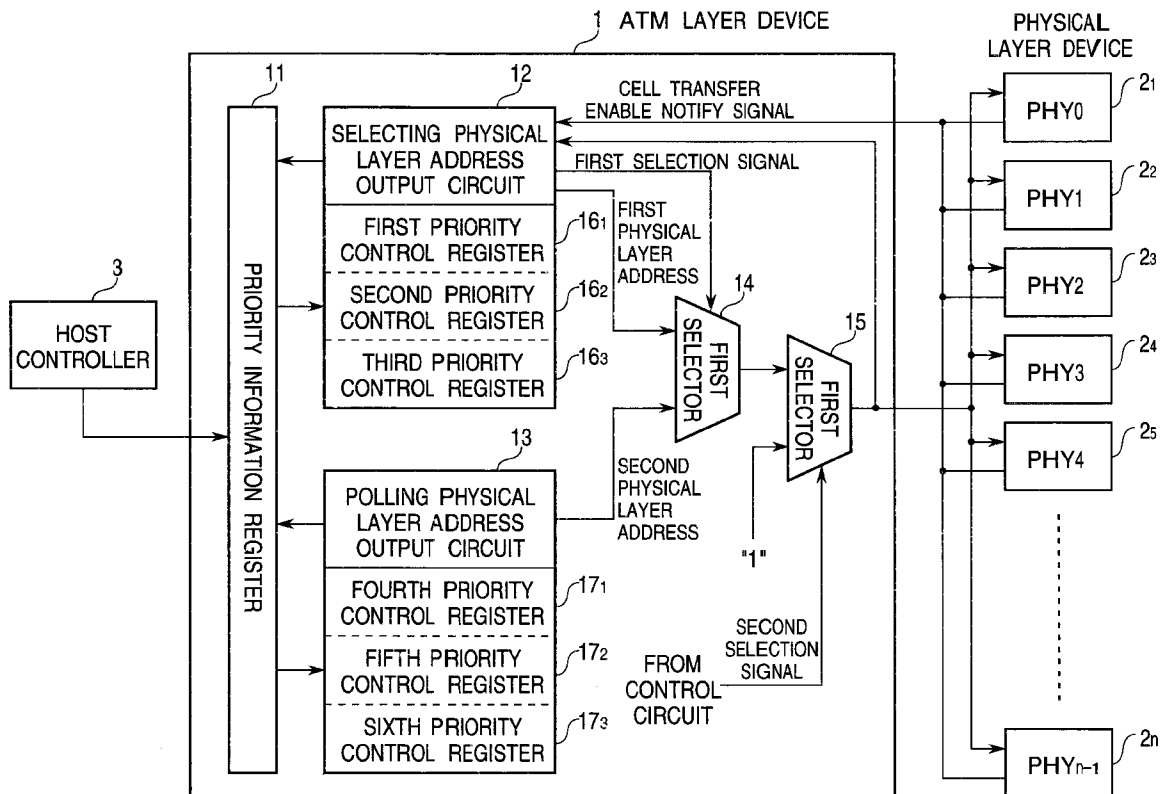 1 ATM LAYER DEVICE
PHYSICAL
LAYER DEVICE
11
12
CELL TRANSFER
ENABLE NOTIFY SIGNAL
SELECTING PHYSICAL
LAYER ADDRESS
OUTPUT CIRCUIT
FIRST SELECTION SIGNAL
FIRST
PHYSICAL
LAYER
ADDRESS
FIRST PRIORITY
CONTROL REGISTER
161
SECOND PRIORITY
CONTROL REGISTER
162
THIRD PRIORITY
CONTROL REGISTER
163
3
HOST
CONTROLLER
PRIORITY INFORMATION REGISTER
14
FIRST
SELECTOR
15
FIRST
SELECTOR
13
POLLING PHYSICAL
LAYER ADDRESS
OUTPUT CIRCUIT
SECOND
PHYSICAL
LAYER
ADDRESS
"1"
FOURTH PRIORITY
CONTROL REGISTER
171
FIFTH PRIORITY
CONTROL REGISTER
172
SIXTH PRIORITY
CONTROL REGISTER
173
SECOND
SELECTION
SIGNAL
FROM
CONTROL
CIRCUIT
PHY0
21
PHY1
22
PHY2
23
PHY3
24
PHY4
25
PHYn-1
2n